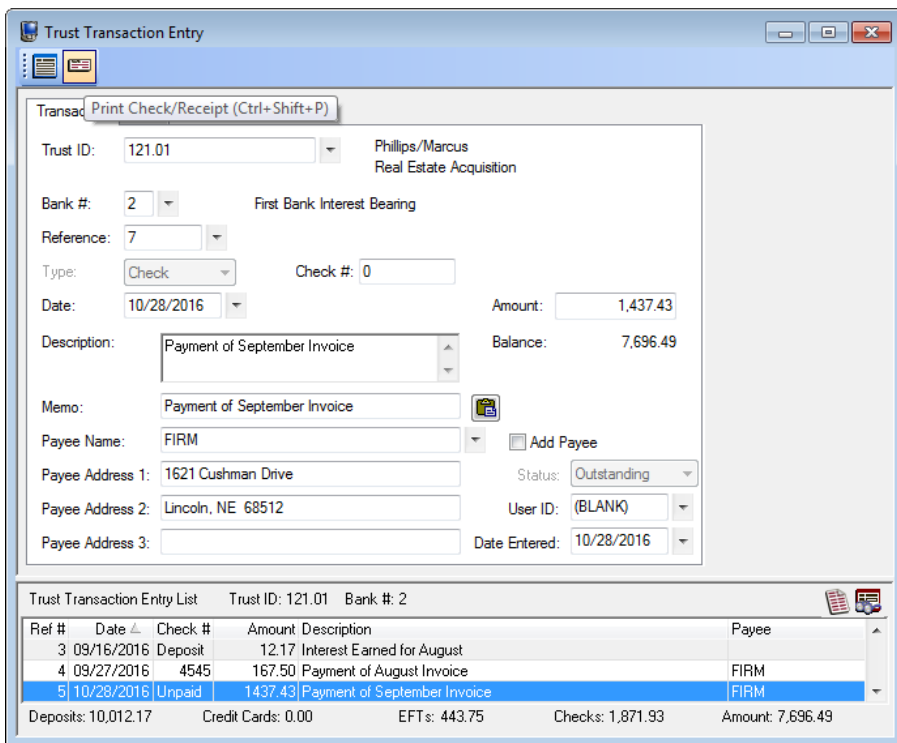 Trust Transaction Entry
Print Check/Receipt (Ctrl+Shift+P)
Transac
Trust ID: 121.01 Phillips/Marcus
Real Estate Acquisition
Bank #: 2 First Bank Interest Bearing
Reference: 7
Type: Check Check #: 0
Date: 10/28/2016 Amount: 1,437.43
Description: Payment of September Invoice Balance: 7,696.49
Memo: Payment of September Invoice
Payee Name: FIRM Add Payee
Payee Address 1: 1621 Cushman Drive Status: Outstanding
Payee Address 2: Lincoln, NE 68512 User ID: (BLANK)
Payee Address 3: Date Entered: 10/28/2016
Trust Transaction Entry List Trust ID: 121.01 Bank #: 2
Ref # Date Check # Amount Description Payee
3 09/16/2016 Deposit 12.17 Interest Earned for August
4 09/27/2016 4545 167.50 Payment of August Invoice FIRM
5 10/28/2016 Unpaid 1437.43 Payment of September Invoice FIRM
Deposits: 10,012.17 Credit Cards: 0.00 EFTs: 443.75 Checks: 1,871.93 Amount: 7,696.49